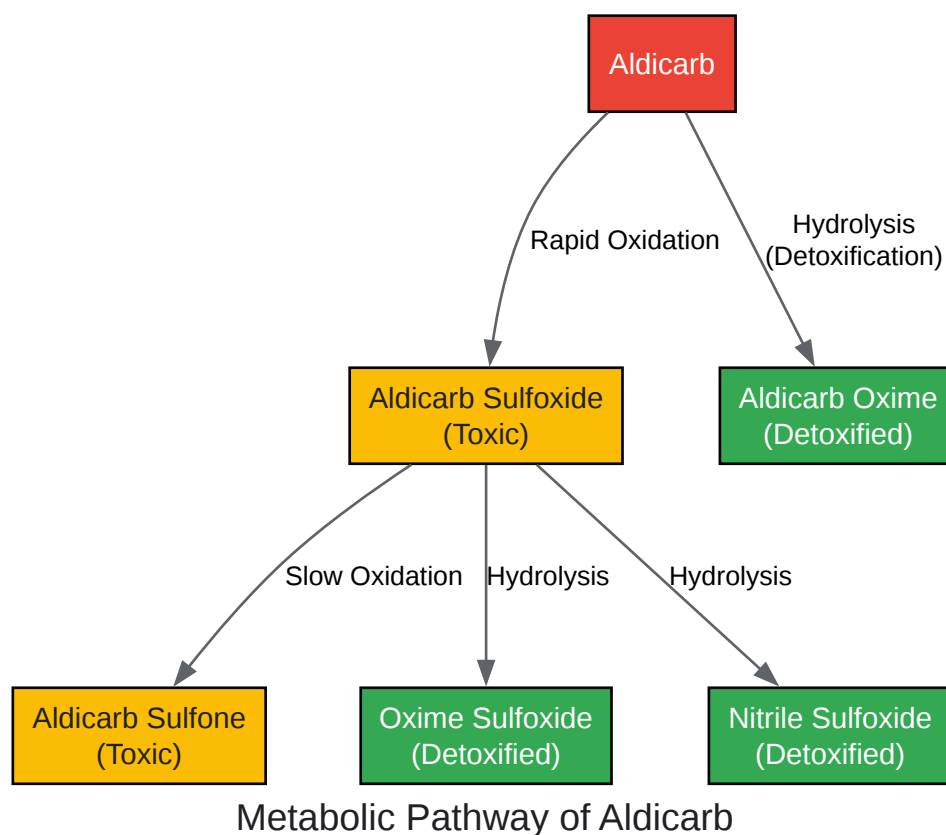 Aldicarb
Rapid Oxidation
Hydrolysis
(Detoxification)
Aldicarb Sulfoxide
(Toxic)
Aldicarb Oxime
(Detoxified)
Slow Oxidation
Hydrolysis
Hydrolysis
Aldicarb Sulfone
(Toxic)
Oxime Sulfoxide
(Detoxified)
Nitrile Sulfoxide
(Detoxified)
Metabolic Pathway of Aldicarb